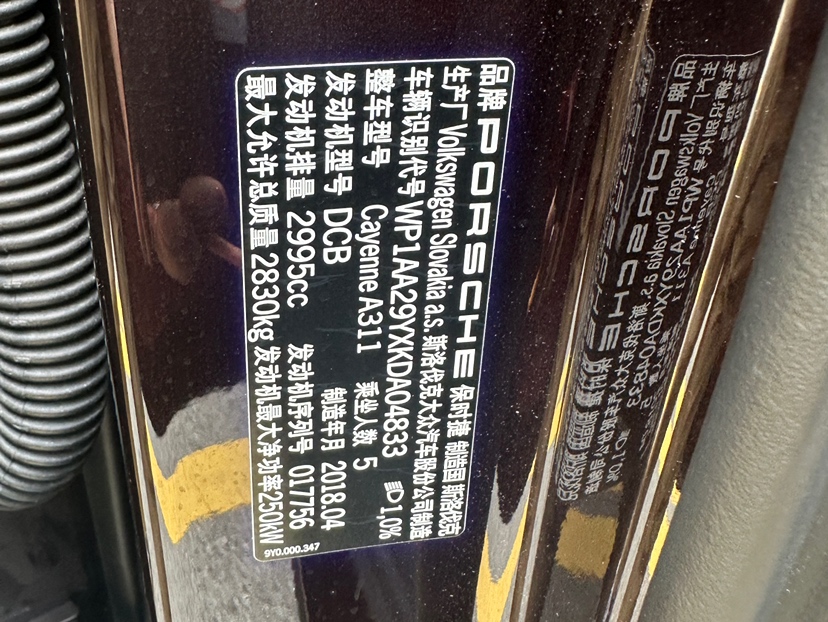 品牌 PORSCHE 保时捷 制造国 斯洛伐克
生产厂 Volkswagen Slovakia a.s. 斯洛伐克大众汽车股份公司制造
车辆识别代号 WP1AA29YXKDA04833 1,0%
整车型号 Cayenne A311 乘坐人数 5
发动机型号 DCB 制造年月 2018.04
发动机排量 2995cc 发动机序列号 017756
最大允许总质量 2830kg 发动机最大净功率250kW
9Y0.000.347